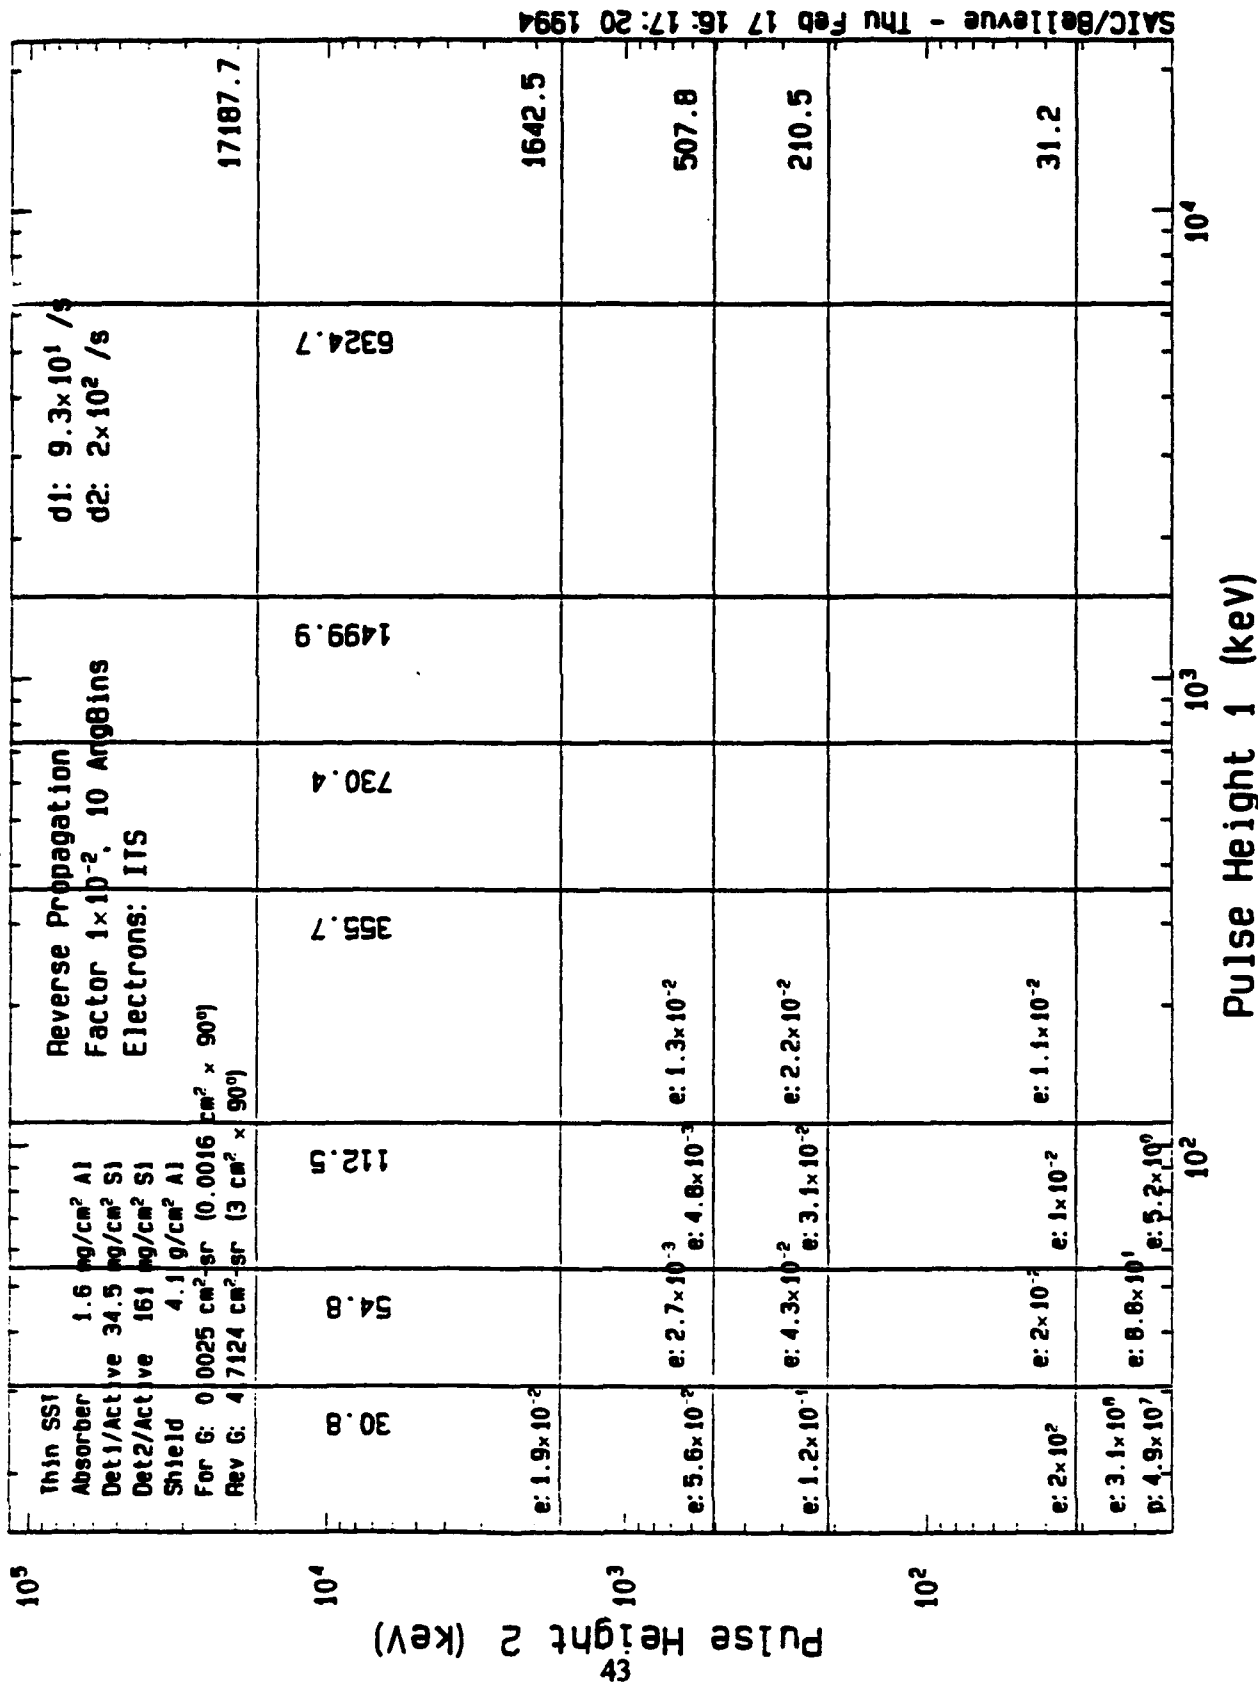 SAIC/Bellevue - Thu Feb 17 16:17:20 1994
Thin SST
Absorber 1.6 mg/cm² Al
Det1/Active 34.5 mg/cm² Si
Det2/Active 161 mg/cm² Si
Shield 4.1 g/cm² Al
For G: 0.0025 cm²-sr (0.0016 cm² × 90°)
Rev G: 4.7124 cm²-sr (3 cm² × 90°)
Reverse Propagation
Factor 1×10⁻², 10 AngBins
Electrons: ITS
d1: 9.3×10¹ /s
d2: 2×10² /s
17187.7
30.8
54.8
112.5
355.7
730.4
1499.9
6324.7
e: 1.9×10⁻²
1642.5
e: 5.6×10⁻²
e: 2.7×10⁻³
e: 4.8×10⁻³
e: 1.3×10⁻²
507.8
e: 1.2×10⁻¹
e: 4.3×10⁻²
e: 3.1×10⁻²
e: 2.2×10⁻²
210.5
e: 2×10²
e: 2×10⁻²
e: 1×10⁻²
e: 1.1×10⁻²
31.2
e: 3.1×10⁸
p: 4.9×10⁷
e: 8.8×10¹
e: 5.2×10⁰
10⁵
10⁴
10³
10²
Pulse Height 2 (keV)
10²
10³
10⁴
Pulse Height 1 (keV)
43